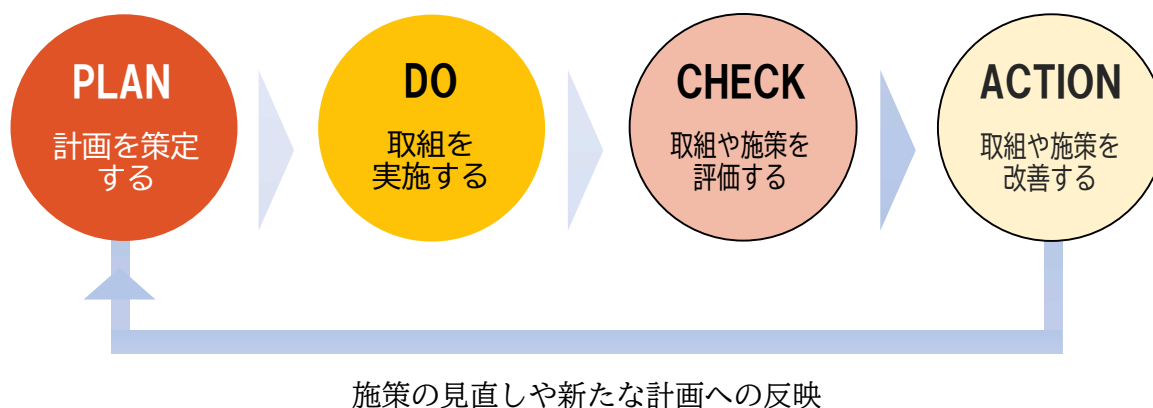 PLAN
計画を策定
する
DO
取組を
実施する
CHECK
取組や施策を
評価する
ACTION
取組や施策を
改善する
施策の見直しや新たな計画への反映